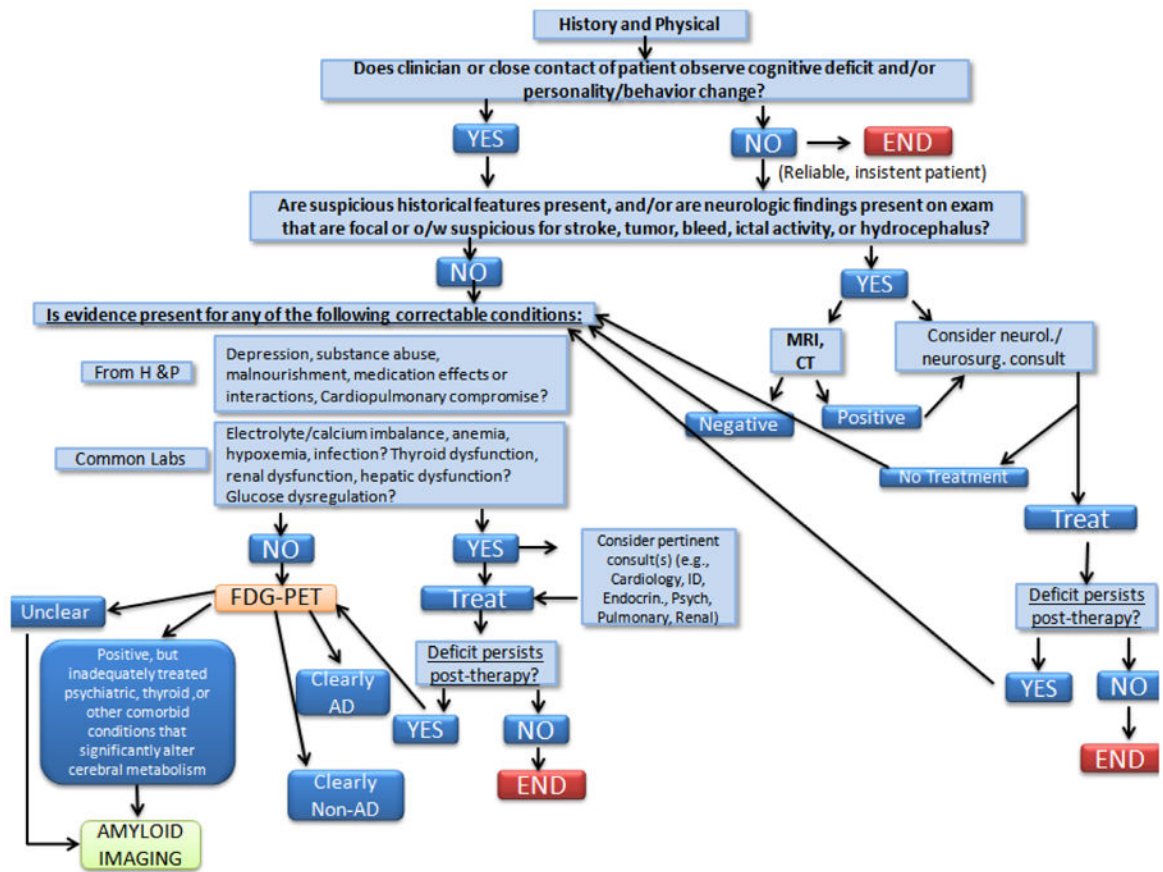 History and Physical
Does clinician or close contact of patient observe cognitive deficit and/or
personality/behavior change?
YES
NO
END
(Reliable, insistent patient)
Are suspicious historical features present, and/or are neurologic findings present on exam
that are focal or o/w suspicious for stroke, tumor, bleed, ictal activity, or hydrocephalus?
NO
YES
Is evidence present for any of the following correctable conditions:
MRI,
CT
Consider neurol./
neurosurg. consult
From H &P
Depression, substance abuse,
malnourishment, medication effects or
interactions, Cardiopulmonary compromise?
Negative
Positive
Common Labs
Electrolyte/calcium imbalance, anemia,
hypoxemia, infection? Thyroid dysfunction,
renal dysfunction, hepatic dysfunction?
Glucose dysregulation?
No Treatment
Treat
NO
YES
Consider pertinent
consult(s) (e.g.,
Cardiology, ID,
Endocrin., Psych,
Pulmonary, Renal)
FDG-PET
Treat
Unclear
Deficit persists
post-therapy?
Positive, but
inadequately treated
psychiatric, thyroid ,or
other comorbid
conditions that
significantly alter
cerebral metabolism
Clearly
AD
Deficit persists
post-therapy?
YES
NO
YES
NO
Clearly
Non-AD
END
END
AMYLOID
IMAGING